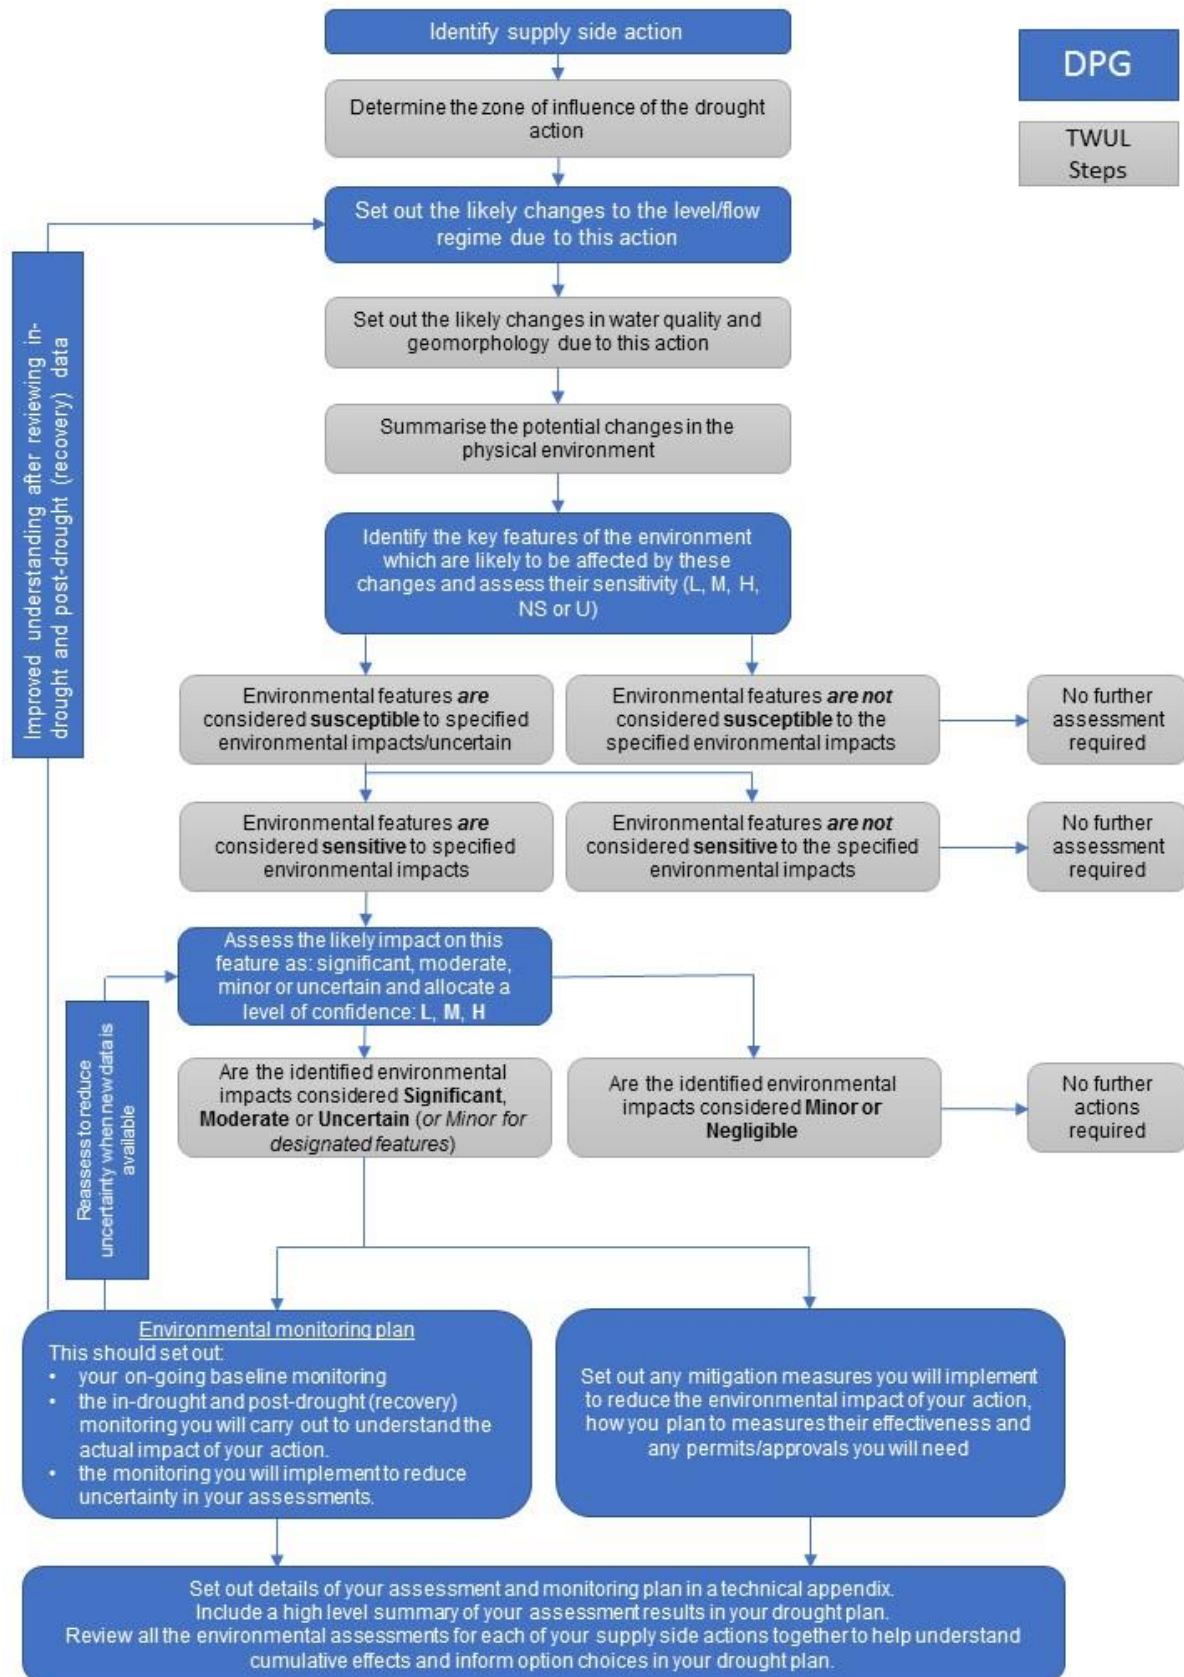 Identify supply side action
DPG
Determine the zone of influence of the drought
action
TWUL
Steps
Set out the likely changes to the level/flow
regime due to this action
Improved understanding after reviewing in-
drought and post-drought (recovery) data
Set out the likely changes in water quality and
geomorphology due to this action
Summarise the potential changes in the
physical environment
Identify the key features of the environment
which are likely to be affected by these
changes and assess their sensitivity (L, M, H,
NS or U)
Environmental features are
considered susceptible to specified
environmental impacts/uncertain
Environmental features are not
considered susceptible to the
specified environmental impacts
No further
assessment
required
Environmental features are
considered sensitive to specified
environmental impacts
Environmental features are not
considered sensitive to the specified
environmental impacts
No further
assessment
required
Assess the likely impact on this
feature as: significant, moderate,
minor or uncertain and allocate a
level of confidence: L, M, H
Reassess to reduce
uncertainty when new data is
available
Are the identified environmental
impacts considered Significant,
Moderate or Uncertain (or Minor for
designated features)
Are the identified environmental
impacts considered Minor or
Negligible
No further
actions
required
Environmental monitoring plan
This should set out:
• your on-going baseline monitoring
• the in-drought and post-drought (recovery)
monitoring you will carry out to understand the
actual impact of your action.
• the monitoring you will implement to reduce
uncertainty in your assessments.
Set out any mitigation measures you will implement
to reduce the environmental impact of your action,
how you plan to measures their effectiveness and
any permits/approvals you will need
Set out details of your assessment and monitoring plan in a technical appendix.
Include a high level summary of your assessment results in your drought plan.
Review all the environmental assessments for each of your supply side actions together to help understand
cumulative effects and inform option choices in your drought plan.